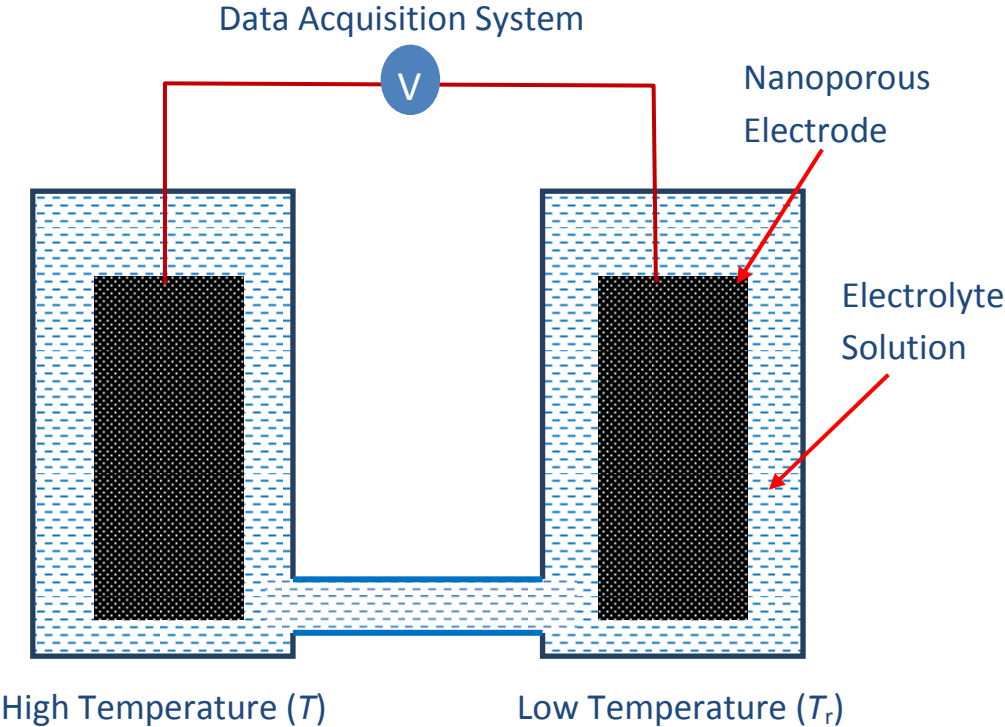 Data Acquisition System
V
Nanoporous
Electrode
Electrolyte
Solution
High Temperature (T)
Low Temperature (Tr)